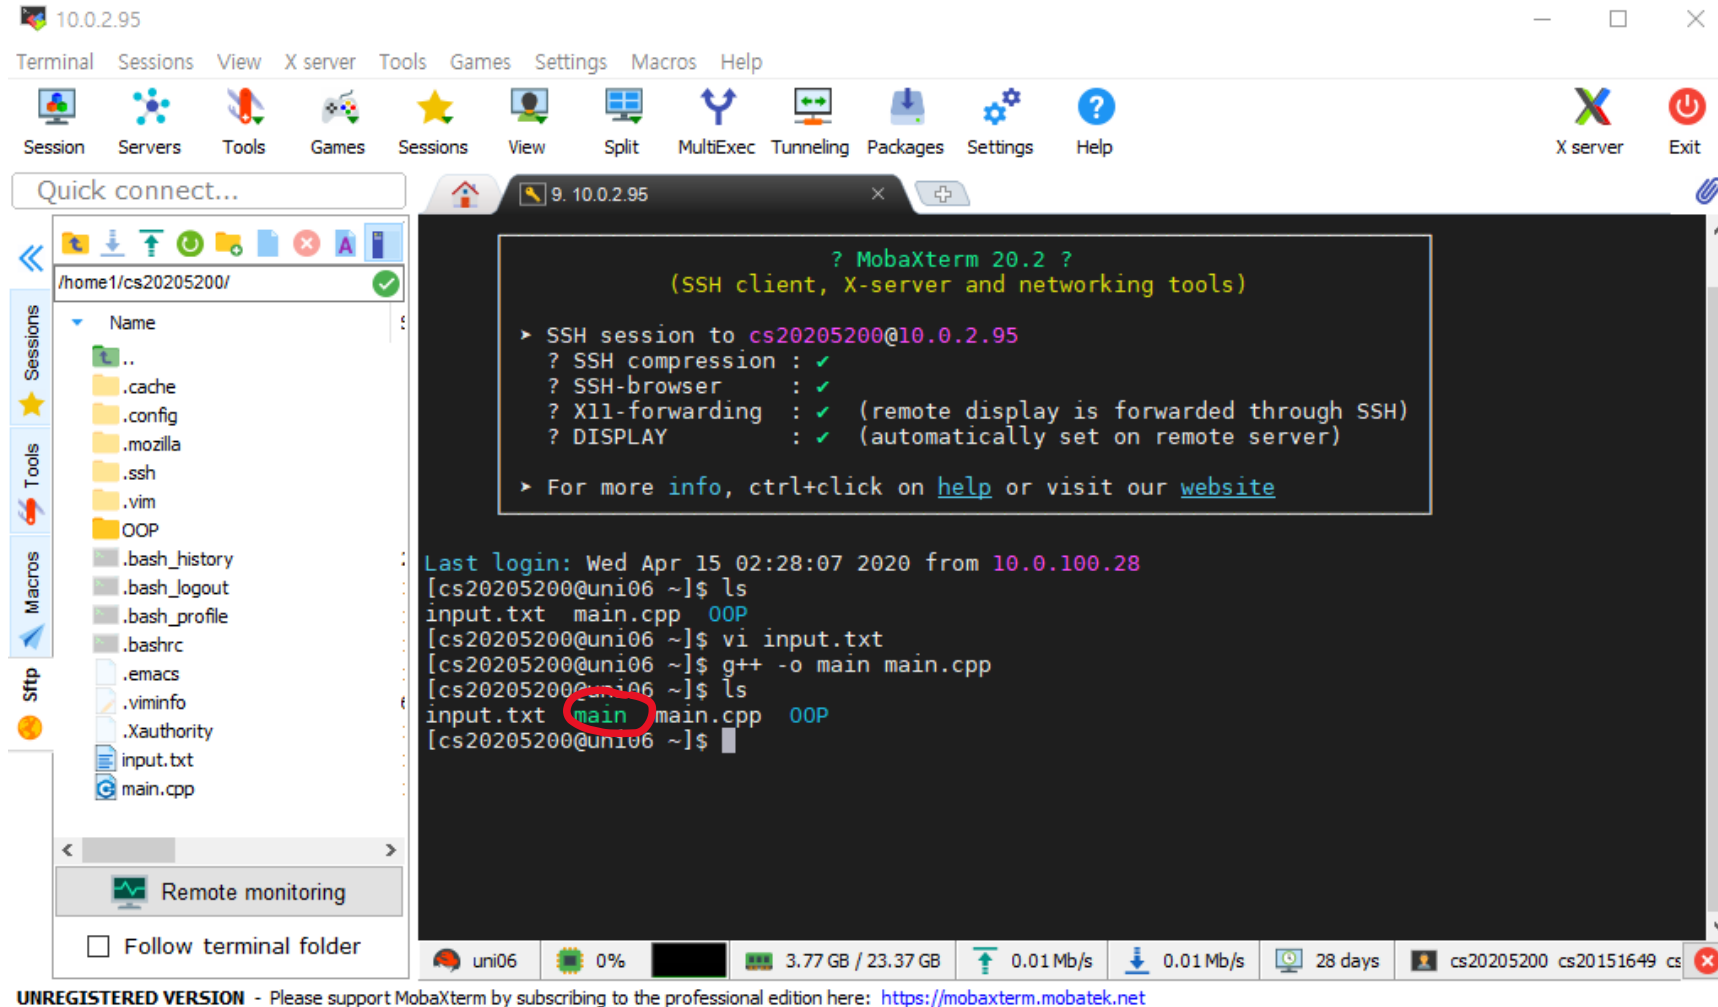 10.0.2.95
Terminal Sessions View X server Tools Games Settings Macros Help
Session Servers Tools Games Sessions View Split MultiExec Tunneling Packages Settings Help X server Exit
Quick connect...
9. 10.0.2.95
/home1/cs20205200/
Name
..
.cache
.config
.mozilla
.ssh
.vim
OOP
.bash_history
.bash_logout
.bash_profile
.bashrc
.emacs
.viminfo
.Xauthority
input.txt
main.cpp
Sessions
Tools
Macros
Sftp
Remote monitoring
Follow terminal folder
? MobaXterm 20.2 ?
(SSH client, X-server and networking tools)
➤ SSH session to cs20205200@10.0.2.95
? SSH compression : ✔
? SSH-browser : ✔
? X11-forwarding : ✔ (remote display is forwarded through SSH)
? DISPLAY : ✔ (automatically set on remote server)
➤ For more info, ctrl+click on help or visit our website
Last login: Wed Apr 15 02:28:07 2020 from 10.0.100.28
[cs20205200@uni06 ~]$ ls
input.txt main.cpp OOP
[cs20205200@uni06 ~]$ vi input.txt
[cs20205200@uni06 ~]$ g++ -o main main.cpp
[cs20205200@uni06 ~]$ ls
input.txt main main.cpp OOP
[cs20205200@uni06 ~]$
uni06 0% 3.77 GB / 23.37 GB 0.01 Mb/s 0.01 Mb/s 28 days cs20205200 cs20151649 cs
UNREGISTERED VERSION - Please support MobaXterm by subscribing to the professional edition here: https://mobaxterm.mobatek.net